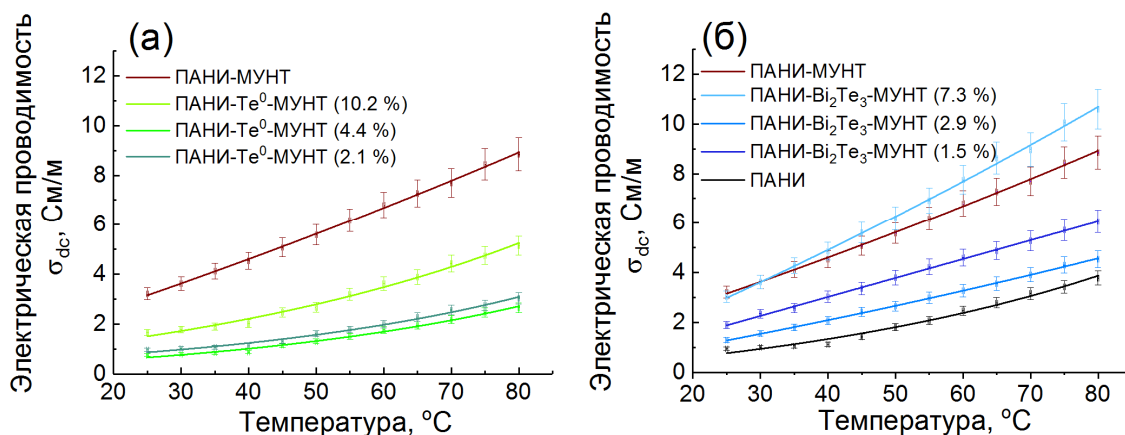 (а)
Электрическая проводимость
σdc, См/м
12
10
8
6
4
2
0
ПАНИ-МУНТ
ПАНИ-Te⁰-МУНТ (10.2 %)
ПАНИ-Te⁰-МУНТ (4.4 %)
ПАНИ-Te⁰-МУНТ (2.1 %)
20 30 40 50 60 70 80
Температура, ºC
(б)
Электрическая проводимость
σdc, См/м
12
10
8
6
4
2
0
ПАНИ-МУНТ
ПАНИ-Bi₂Te₃-МУНТ (7.3 %)
ПАНИ-Bi₂Te₃-МУНТ (2.9 %)
ПАНИ-Bi₂Te₃-МУНТ (1.5 %)
ПАНИ
20 30 40 50 60 70 80
Температура, ºC